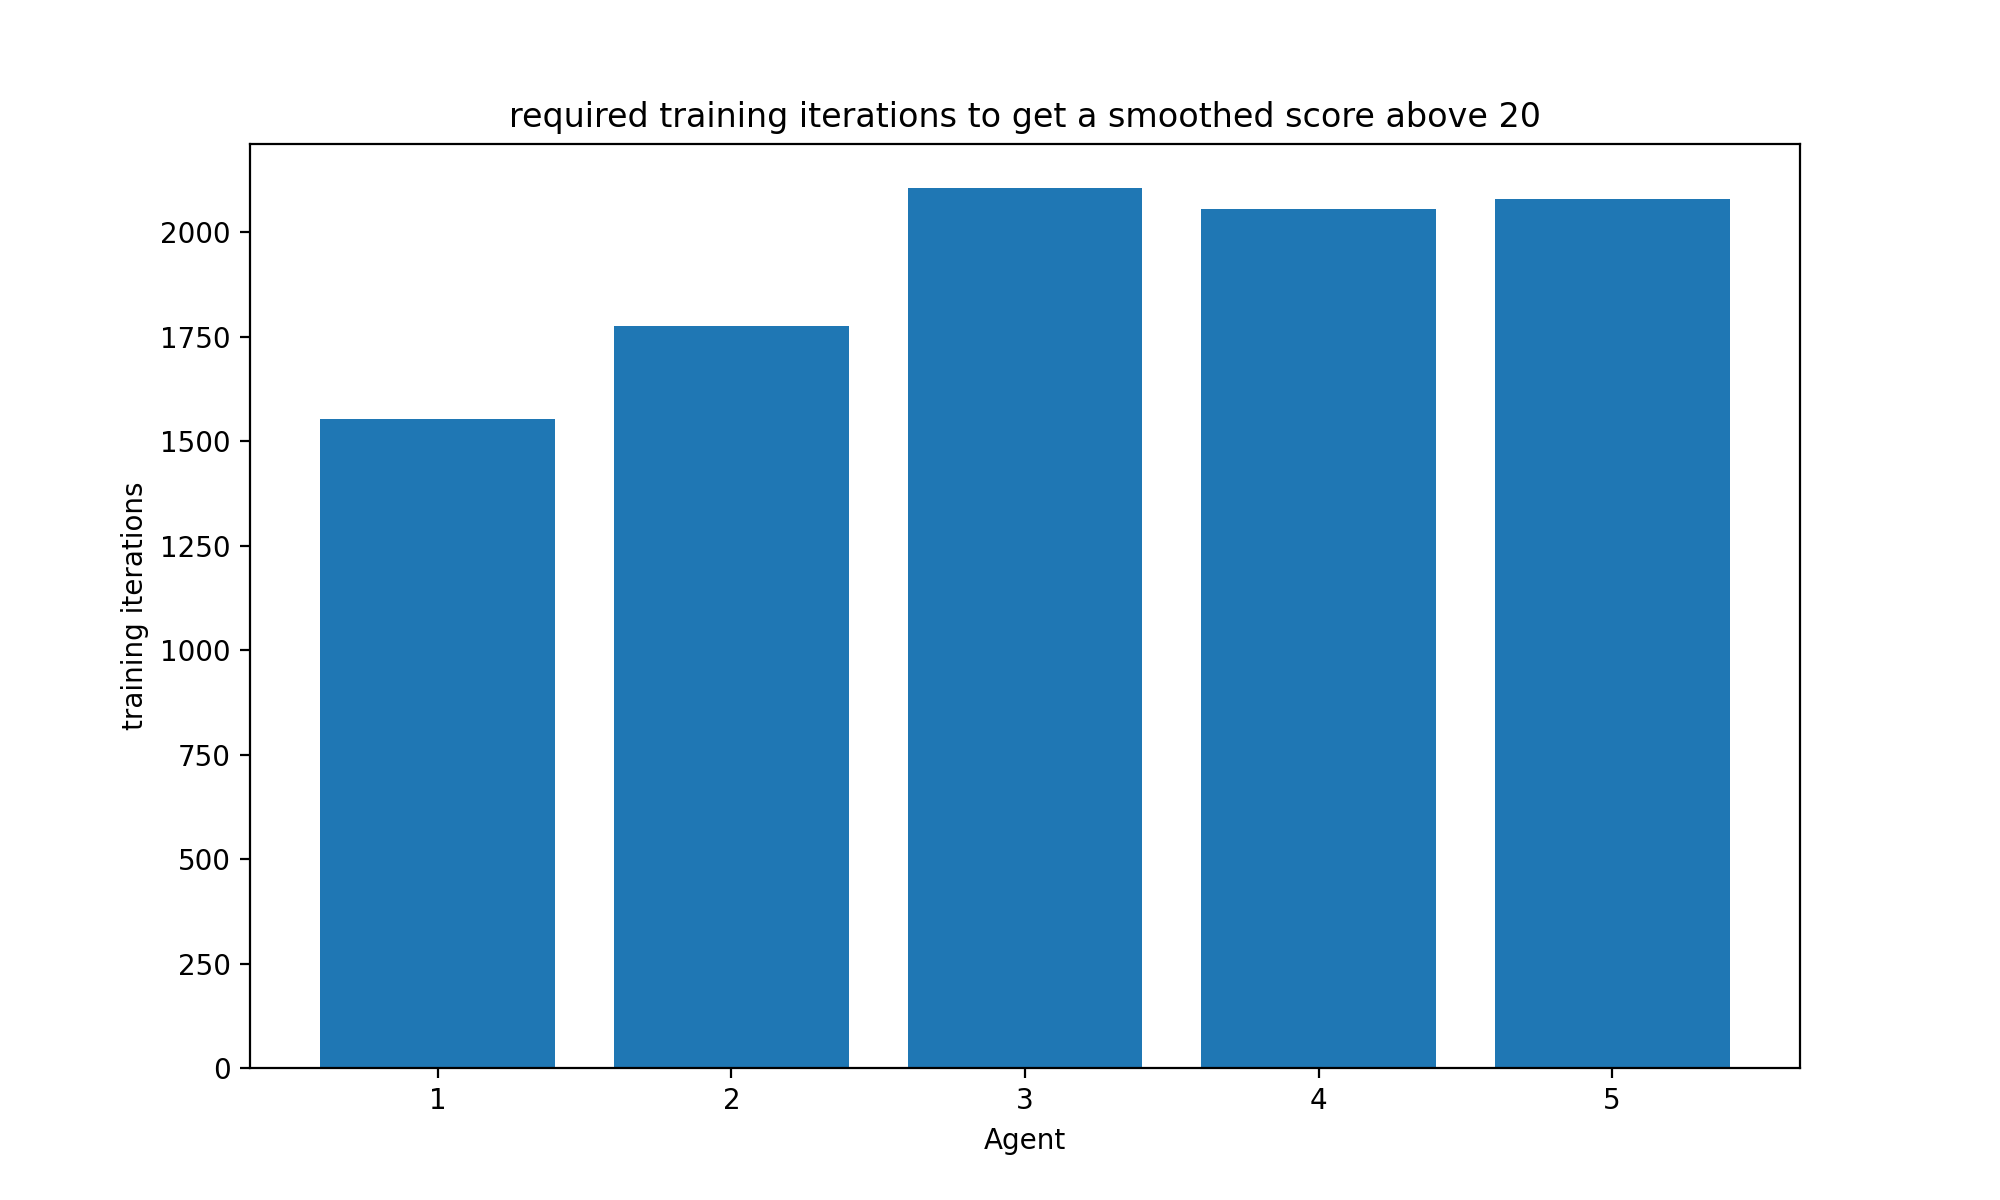 required training iterations to get a smoothed score above 20
2000
1750
1500
1250
1000
750
500
250
0
training iterations
1 2 3 4 5
Agent